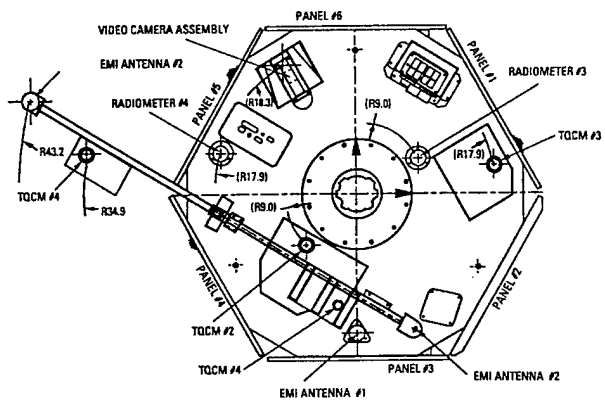 PANEL #6
VIDEO CAMERA ASSEMBLY
EMI ANTENNA #2
PANEL #1
RADIOMETER #3
(R18.3)
PANEL #5
RADIOMETER #4
(R9.0)
TQCM #3
R43.2
(R17.9)
(R17.9)
TQCM #4
R34.9
(R9.0)
PANEL #4
PANEL #2
TQCM #2
TQCM #4
PANEL #3
EMI ANTENNA #2
EMI ANTENNA #1